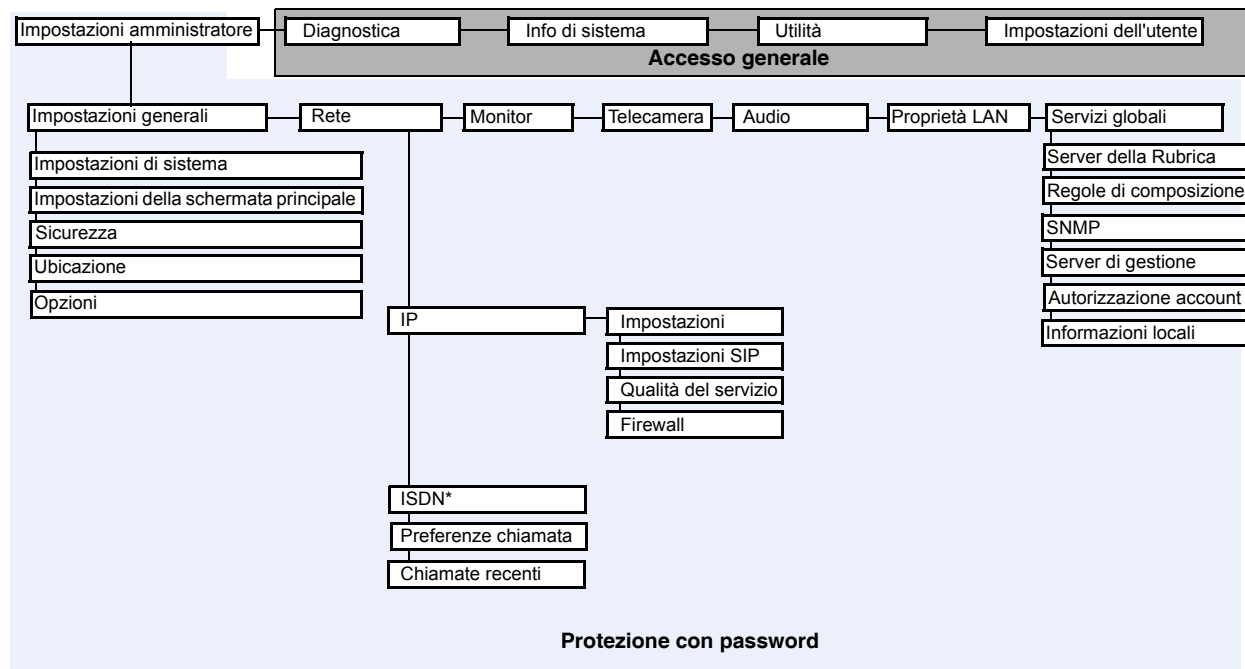 Impostazioni amministratore
Diagnostica
Info di sistema
Utilità
Impostazioni dell'utente
Accesso generale
Impostazioni generali
Rete
Monitor
Telecamera
Audio
Proprietà LAN
Servizi globali
Impostazioni di sistema
Impostazioni della schermata principale
Sicurezza
Ubicazione
Opzioni
Server della Rubrica
Regole di composizione
SNMP
Server di gestione
Autorizzazione account
Informazioni locali
IP
Impostazioni
Impostazioni SIP
Qualità del servizio
Firewall
ISDN*
Preferenze chiamata
Chiamate recenti
Protezione con password